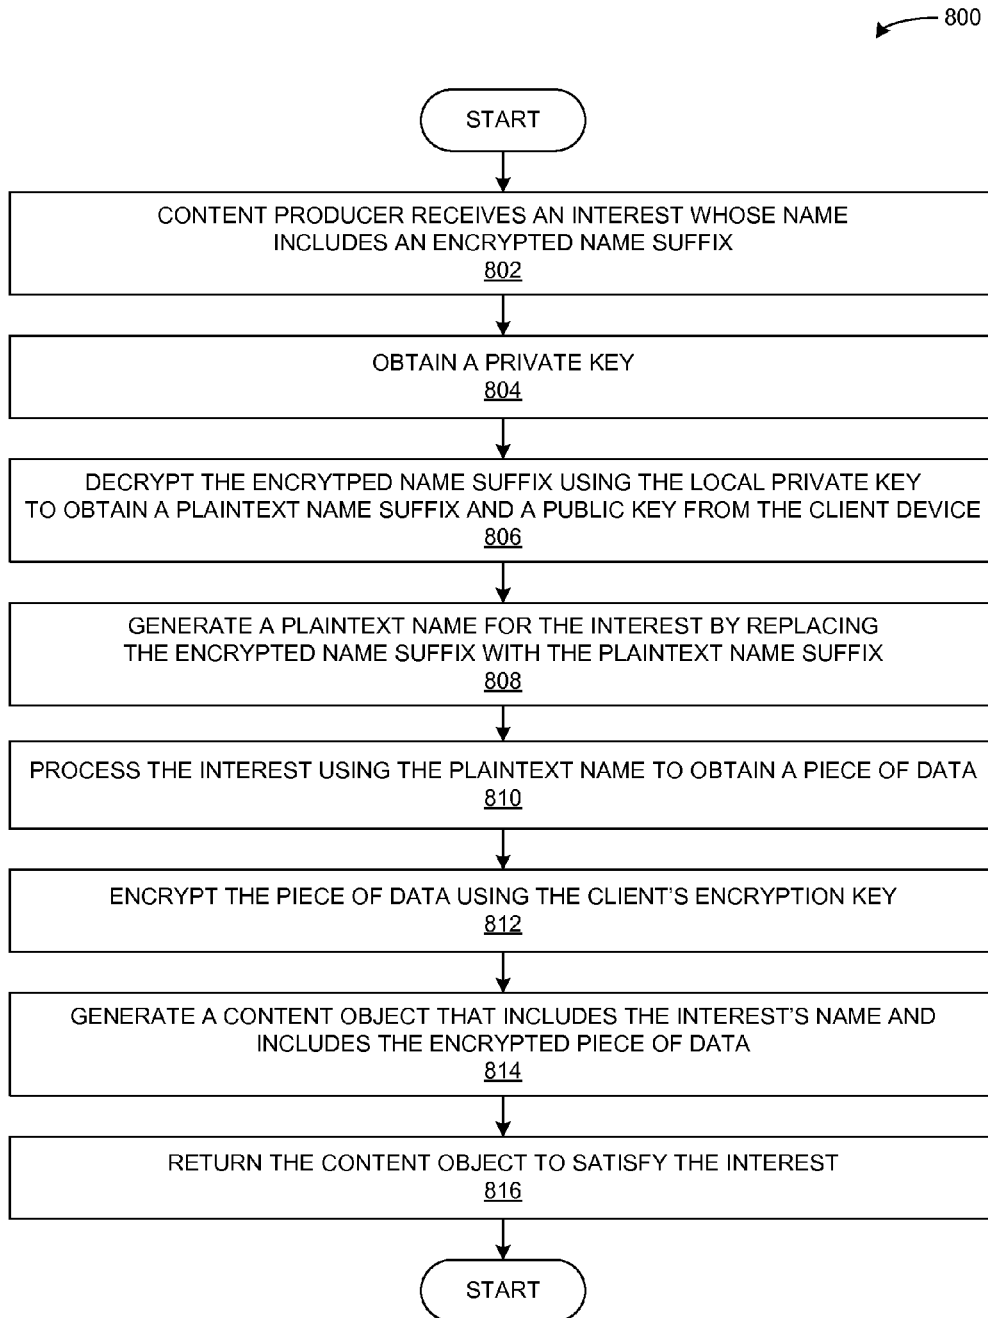 800
START
CONTENT PRODUCER RECEIVES AN INTEREST WHOSE NAME
INCLUDES AN ENCRYPTED NAME SUFFIX
802
OBTAIN A PRIVATE KEY
804
DECRYPT THE ENCRYTPED NAME SUFFIX USING THE LOCAL PRIVATE KEY
TO OBTAIN A PLAINTEXT NAME SUFFIX AND A PUBLIC KEY FROM THE CLIENT DEVICE
806
GENERATE A PLAINTEXT NAME FOR THE INTEREST BY REPLACING
THE ENCRYPTED NAME SUFFIX WITH THE PLAINTEXT NAME SUFFIX
808
PROCESS THE INTEREST USING THE PLAINTEXT NAME TO OBTAIN A PIECE OF DATA
810
ENCRYPT THE PIECE OF DATA USING THE CLIENT'S ENCRYPTION KEY
812
GENERATE A CONTENT OBJECT THAT INCLUDES THE INTEREST'S NAME AND
INCLUDES THE ENCRYPTED PIECE OF DATA
814
RETURN THE CONTENT OBJECT TO SATISFY THE INTEREST
816
START